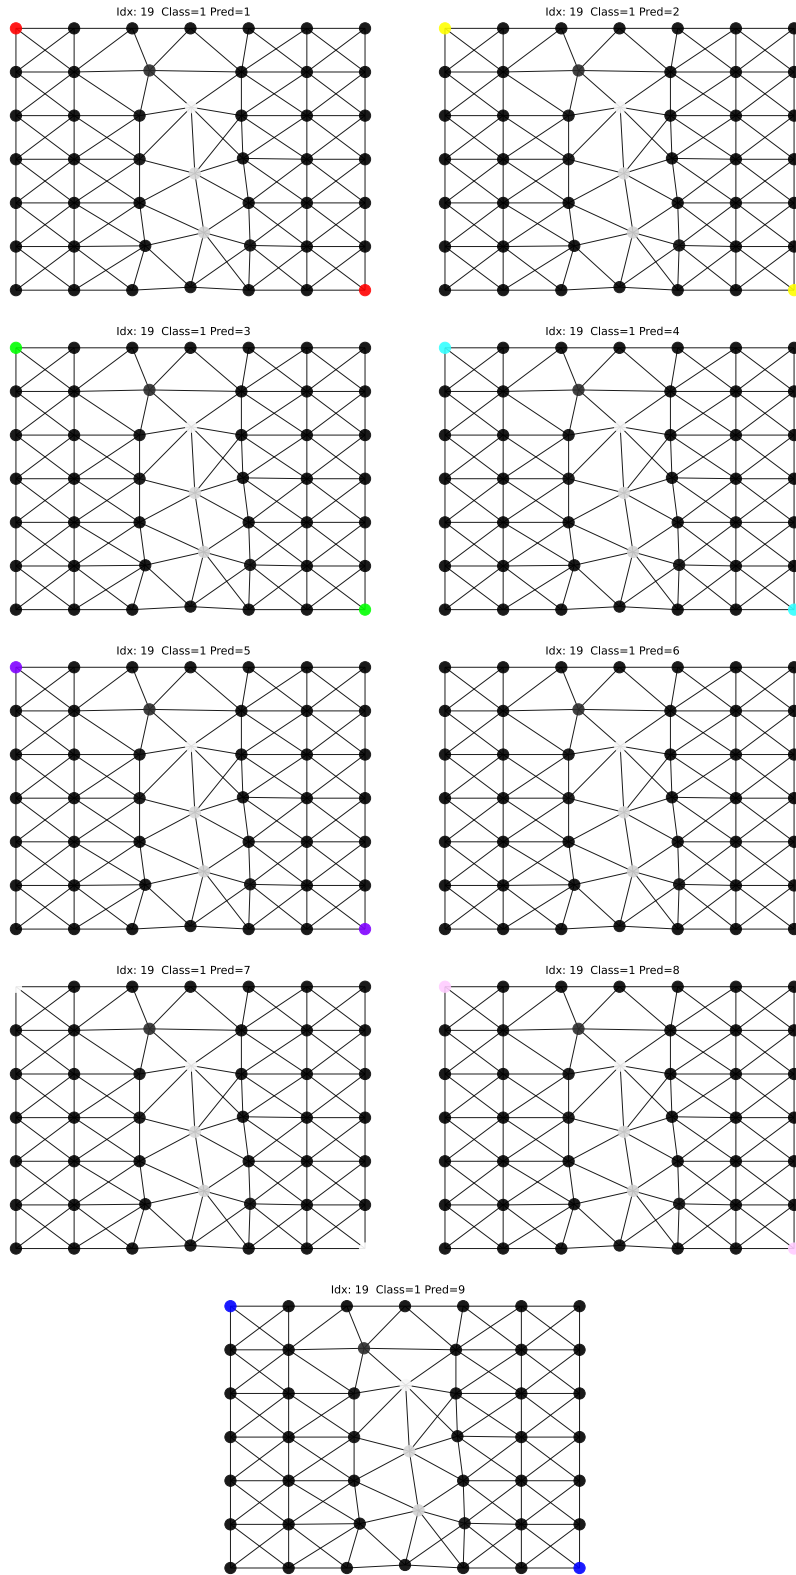 Idx: 19  Class=1 Pred=1
Idx: 19  Class=1 Pred=2
Idx: 19  Class=1 Pred=3
Idx: 19  Class=1 Pred=4
Idx: 19  Class=1 Pred=5
Idx: 19  Class=1 Pred=6
Idx: 19  Class=1 Pred=7
Idx: 19  Class=1 Pred=8
Idx: 19  Class=1 Pred=9